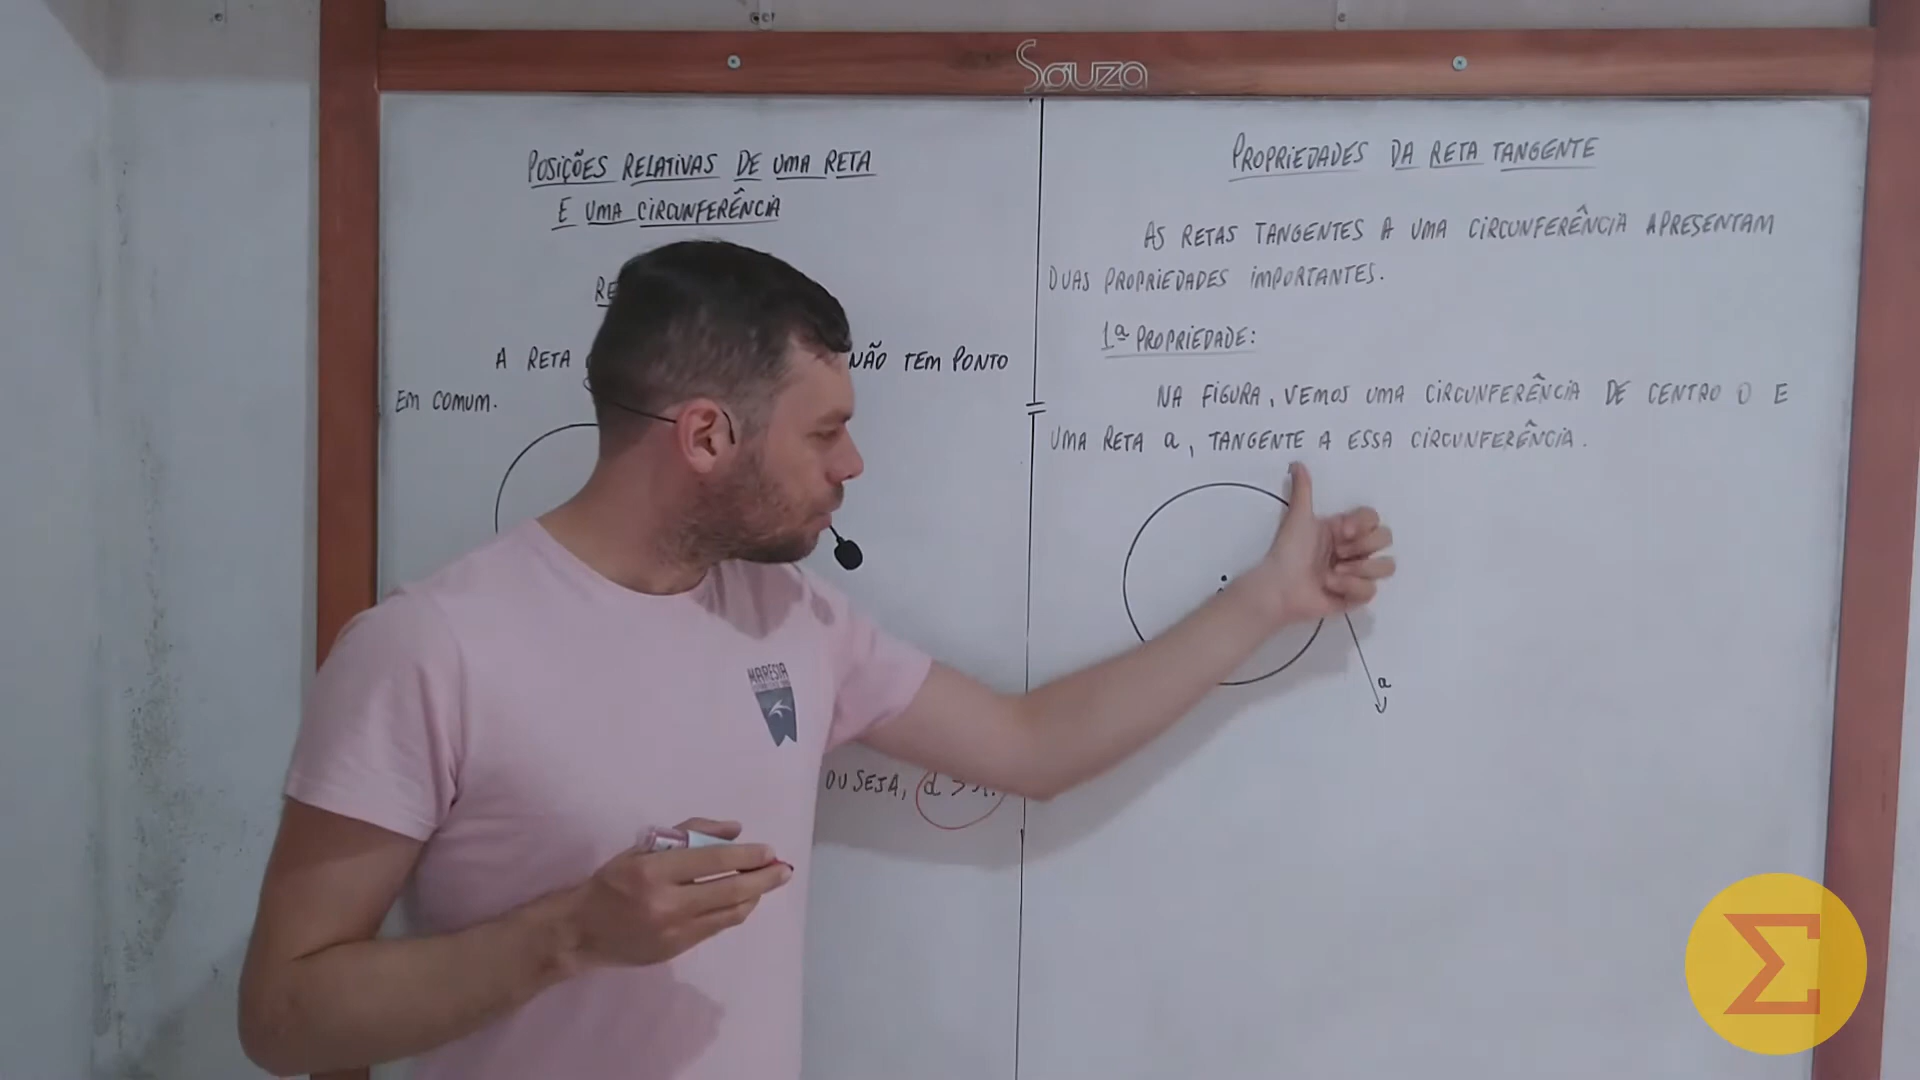 Souza
POSIÇÕES RELATIVAS DE UMA RETA
E UMA CIRCUNFERÊNCIA
RE
A RETA NÃO TEM PONTO
EM COMUM.
OU SEJA, d >
PROPRIEDADES DA RETA TANGENTE
AS RETAS TANGENTES A UMA CIRCUNFERÊNCIA APRESENTAM
DUAS PROPRIEDADES IMPORTANTES.
1ª PROPRIEDADE:
NA FIGURA, VEMOS UMA CIRCUNFERÊNCIA DE CENTRO O E
UMA RETA a, TANGENTE A ESSA CIRCUNFERÊNCIA.
a
MARESIA
Σ